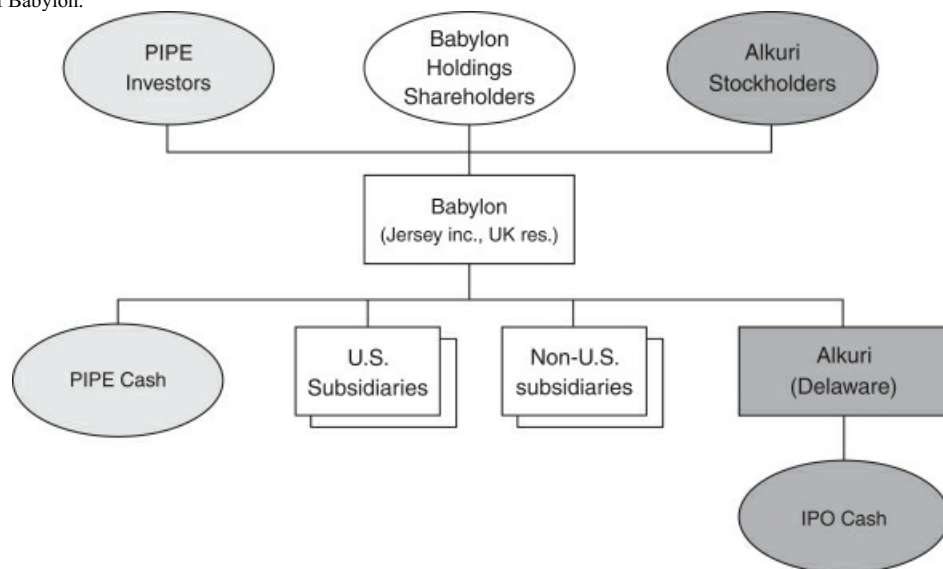 Babylon.
PIPE
Investors
Babylon
Holdings
Shareholders
Alkuri
Stockholders
Babylon
(Jersey inc., UK res.)
PIPE Cash
U.S.
Subsidiaries
Non-U.S.
subsidiaries
Alkuri
(Delaware)
IPO Cash